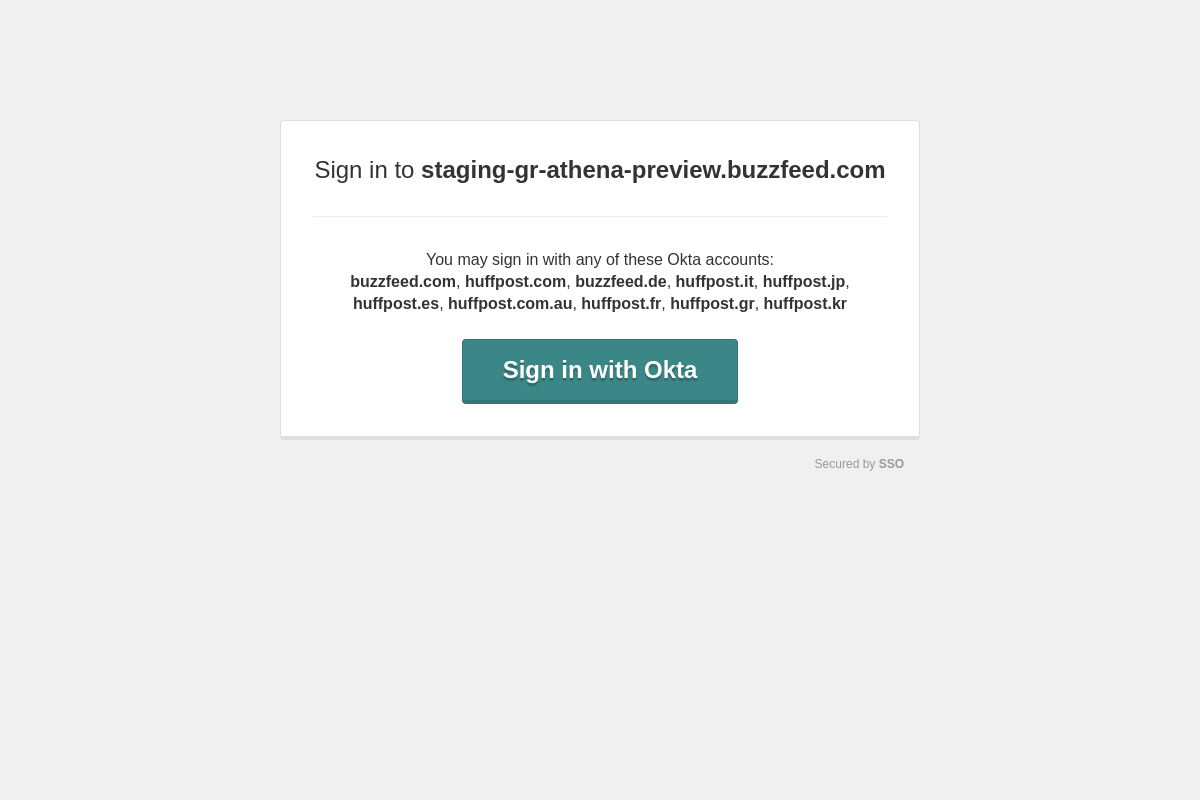 Sign in to staging-gr-athena-preview.buzzfeed.com
You may sign in with any of these Okta accounts:
buzzfeed.com, huffpost.com, buzzfeed.de, huffpost.it, huffpost.jp,
huffpost.es, huffpost.com.au, huffpost.fr, huffpost.gr, huffpost.kr
Sign in with Okta
Secured by SSO